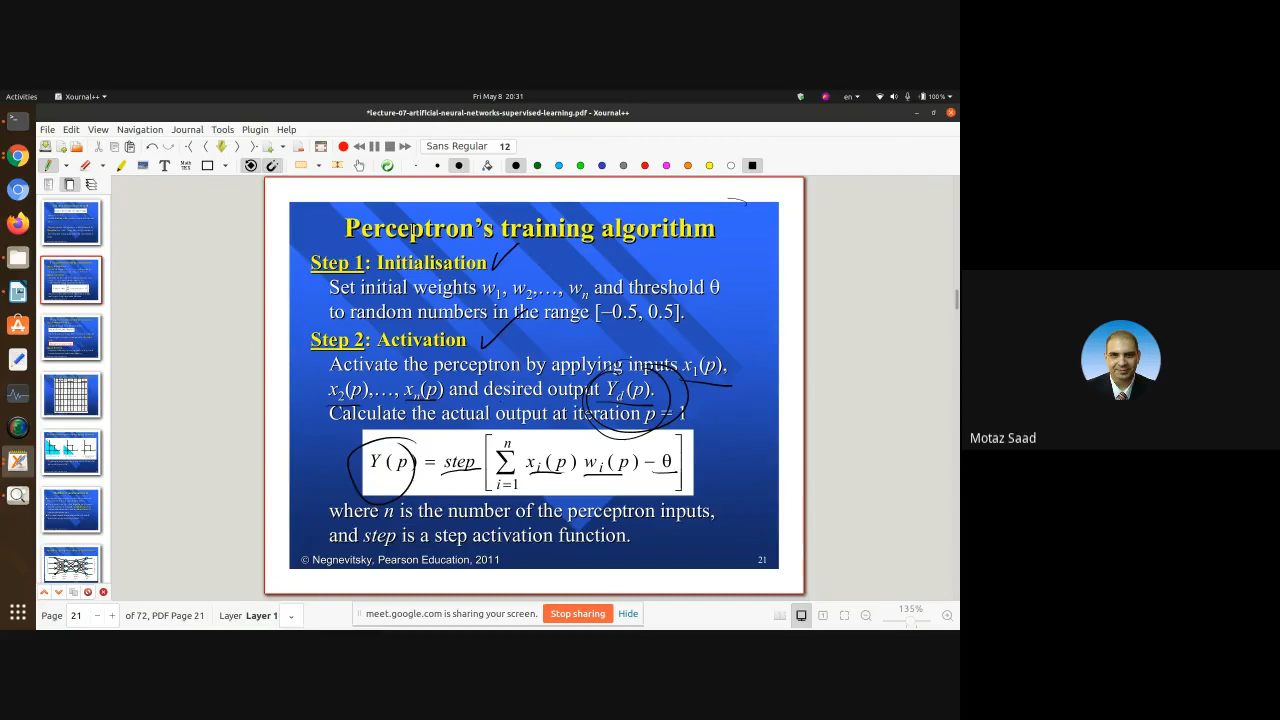 Activities Xournal++ Fri May 8 20:31 en 100 %
*lecture-07-artificial-neural-networks-supervised-learning.pdf - Xournal++
File Edit View Navigation Journal Tools Plugin Help
Sans Regular 12
Perceptron's training algorithm
Step 1: Initialisation
Set initial weights w1, w2,…, wn and threshold θ
to random numbers in the range [−0.5, 0.5].
Step 2: Activation
Activate the perceptron by applying inputs x1(p),
x2(p),…, xn(p) and desired output Yd (p).
Calculate the actual output at iteration p = 1
Y ( p ) = step [ n ∑ i=1 xi ( p ) wi ( p ) − θ ]
where n is the number of the perceptron inputs,
and step is a step activation function.
© Negnevitsky, Pearson Education, 2011 21
Motaz Saad
135%
Page 21 − + of 72, PDF Page 21 Layer Layer 1
meet.google.com is sharing your screen. Stop sharing Hide